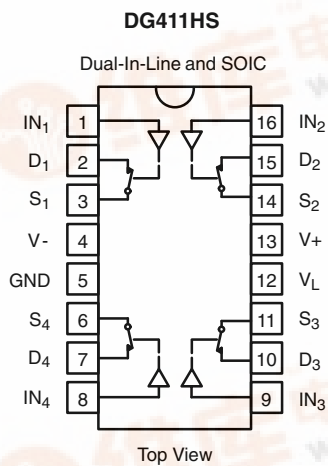 DG411HS
Dual-In-Line and SOIC
IN1 1 16 IN2
D1 2 15 D2
S1 3 14 S2
V- 4 13 V+
GND 5 12 VL
S4 6 11 S3
D4 7 10 D3
IN4 8 9 IN3
Top View